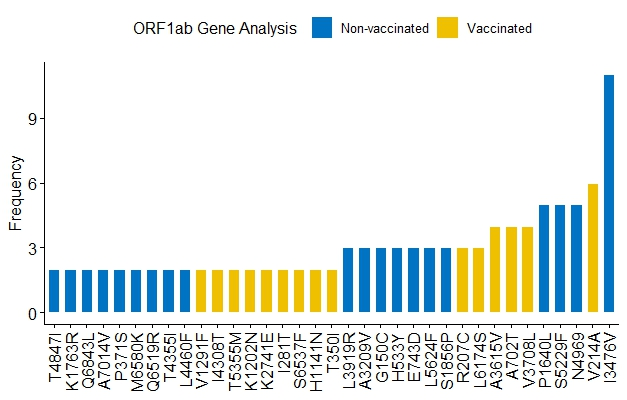 ORF1ab Gene Analysis Non-vaccinated Vaccinated
Frequency
9
6
3
0
T4847I
K1763R
Q6843L
A7014V
P371S
M6580K
Q6519R
T4355I
L4460F
V1291F
I4308T
T5355M
K1202N
K2741E
I281T
S6537F
H1141N
T350I
L3919R
A3209V
G150C
H533Y
E743D
L5624F
S1856P
R207C
L6174S
A3615V
A702T
V3708L
P1640L
S5229F
N4969
V214A
I3476V